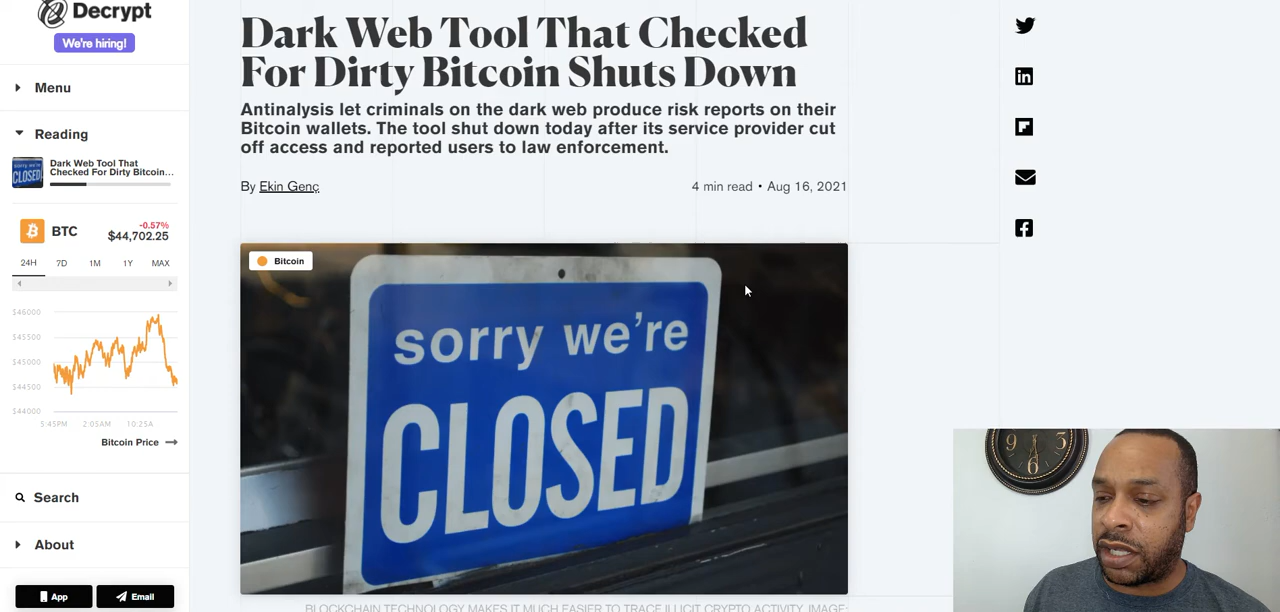 Decrypt
We're hiring!
Menu
Reading
Dark Web Tool That
Checked For Dirty Bitcoin...
BTC
-0.57%
$44,702.25
24H 7D 1M 1Y MAX
$46000
$45500
$45000
$44500
$44000
5:45PM 2:05AM 10:25A
Bitcoin Price
Search
About
App
Email
Dark Web Tool That Checked
For Dirty Bitcoin Shuts Down
Antinalysis let criminals on the dark web produce risk reports on their
Bitcoin wallets. The tool shut down today after its service provider cut
off access and reported users to law enforcement.
By Ekin Genç
4 min read • Aug 16, 2021
Bitcoin
sorry we're
CLOSED
BLOCKCHAIN TECHNOLOGY MAKES IT MUCH EASIER TO TRACE ILLICIT CRYPTO ACTIVITY. IMAGE:
9 3
6